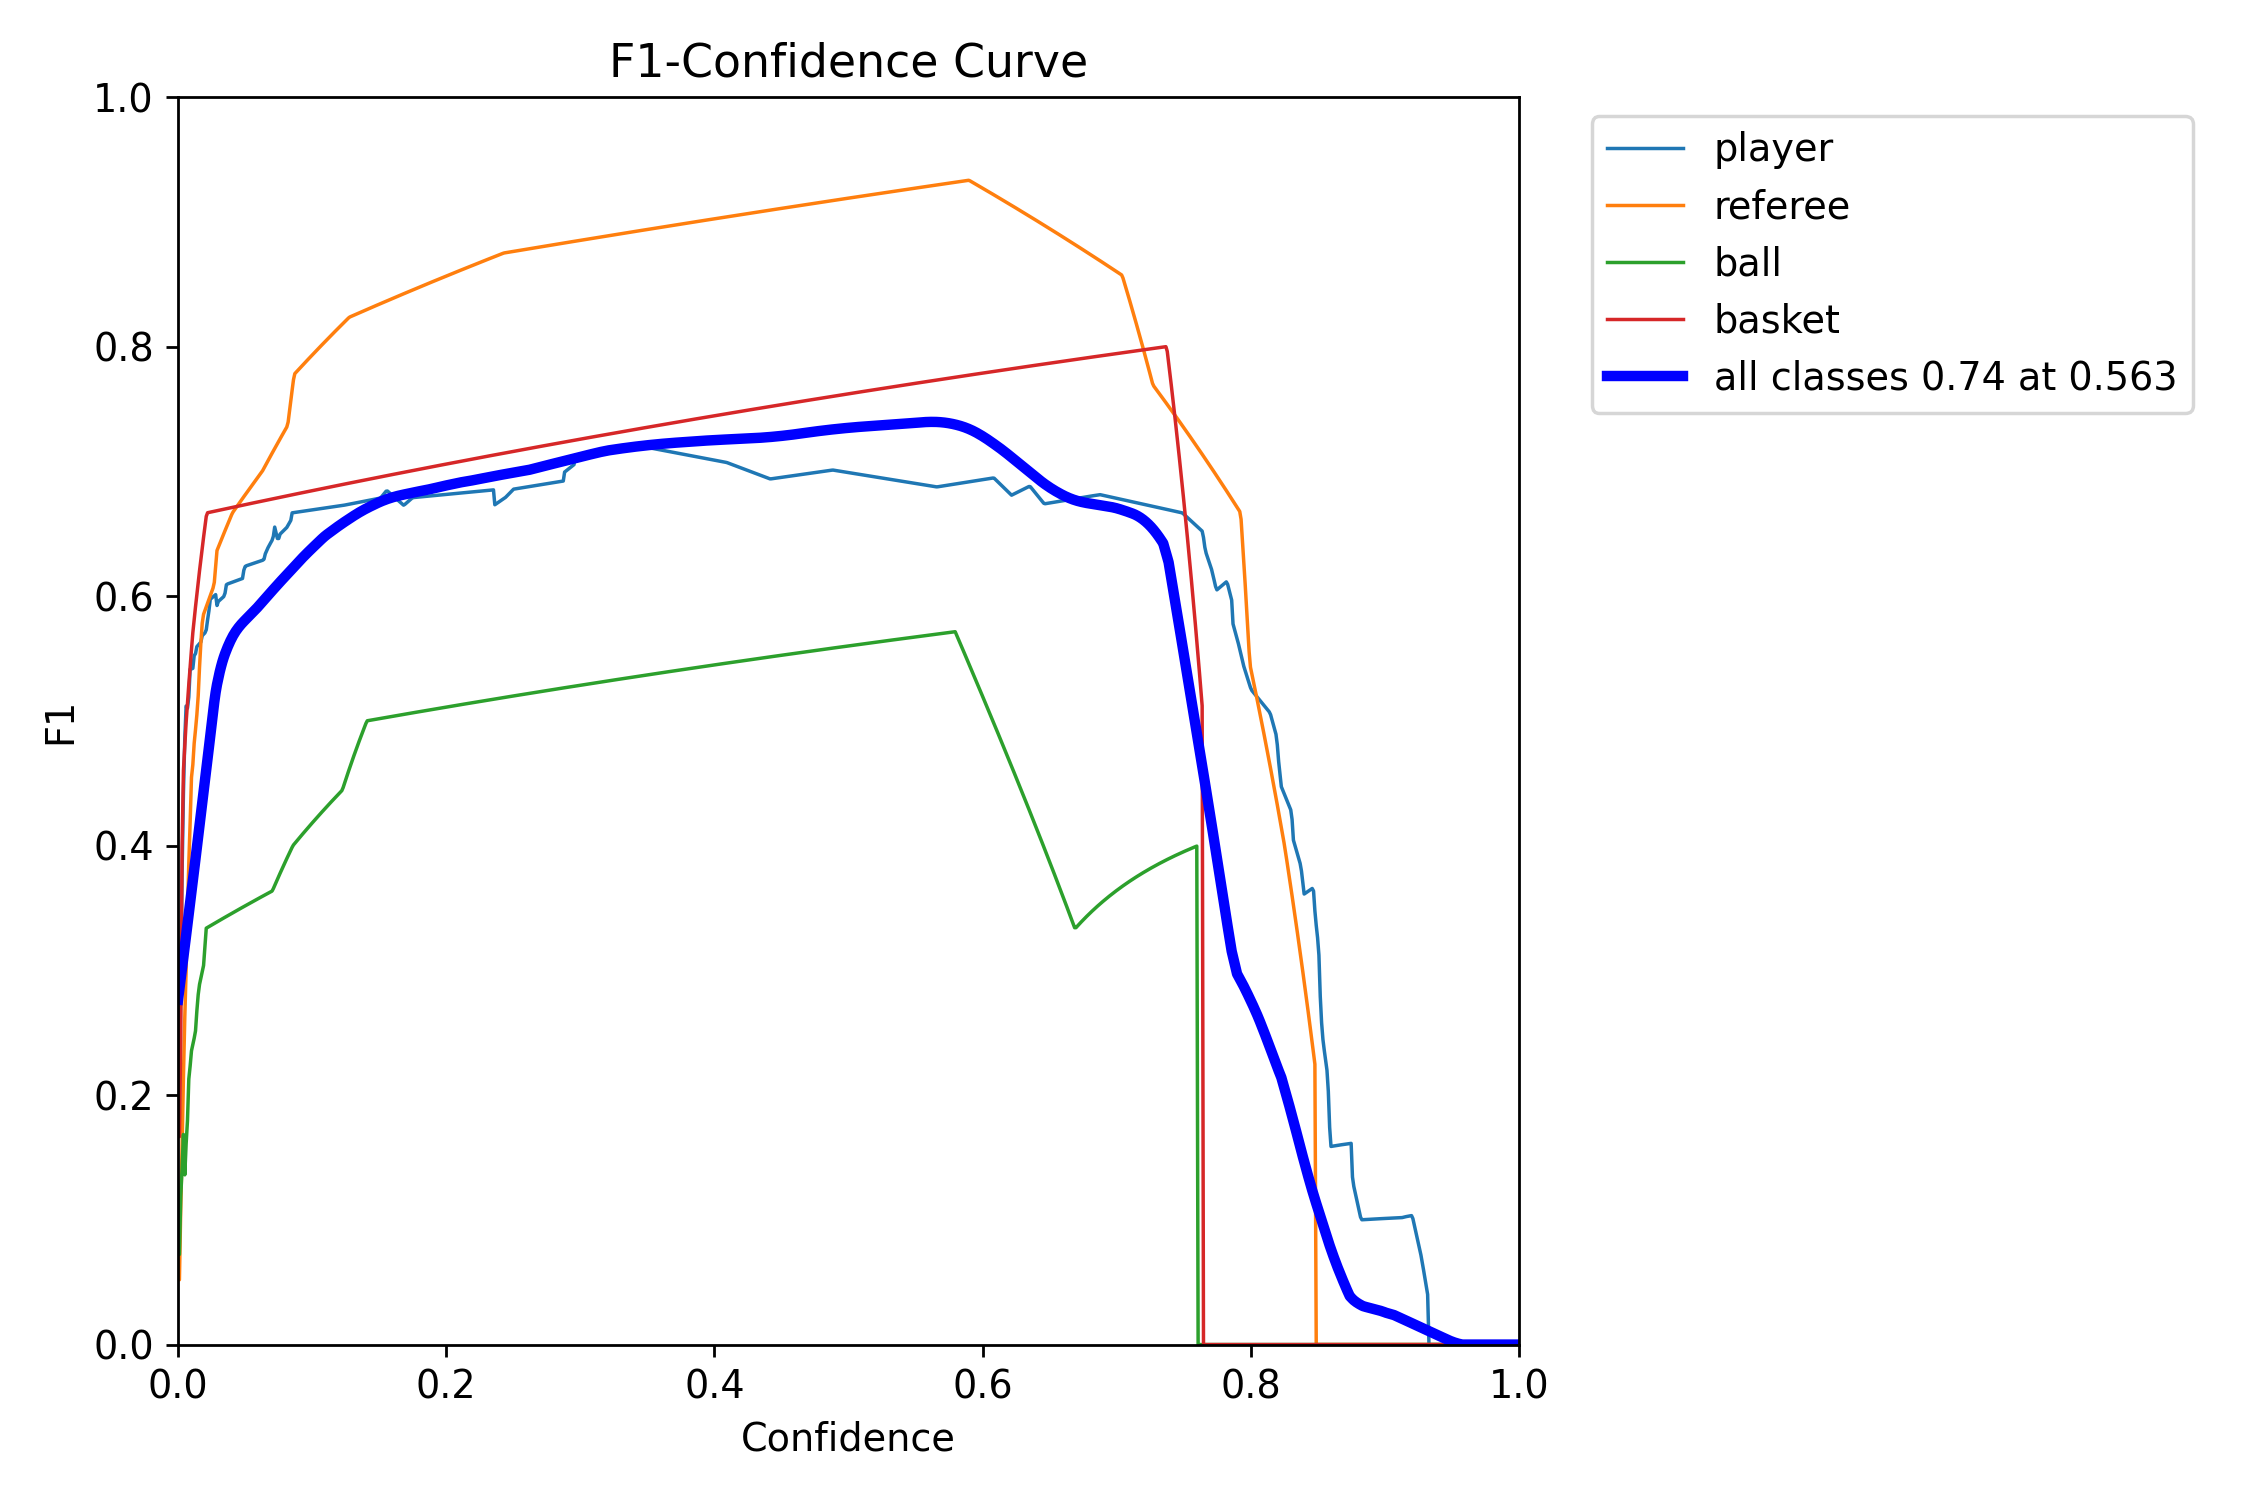 F1-Confidence Curve
1.0
0.8
0.6
0.4
0.2
0.0
F1
0.0 0.2 0.4 0.6 0.8 1.0
Confidence
player
referee
ball
basket
all classes 0.74 at 0.563